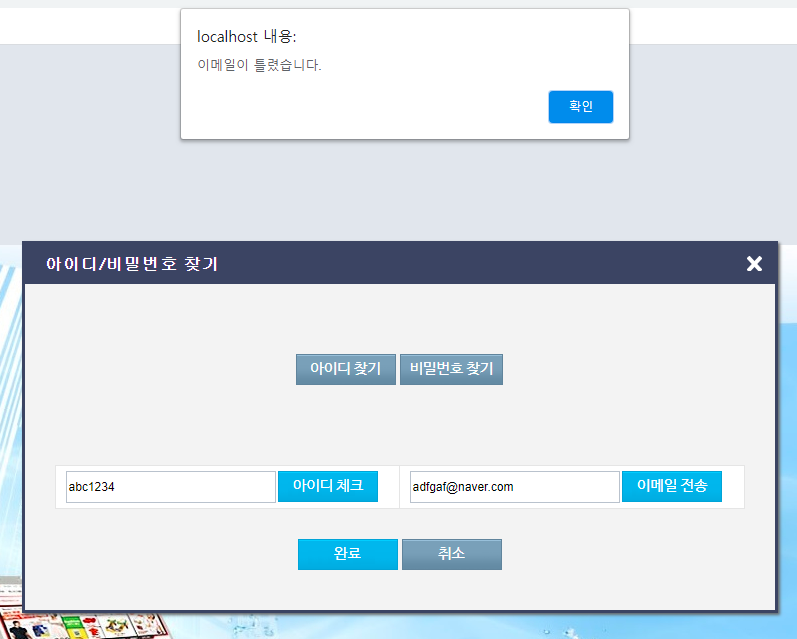 localhost 내용:
이메일이 틀렸습니다.
확인
아이디/비밀번호 찾기
아이디 찾기 비밀번호 찾기
abc1234 아이디 체크 adfgaf@naver.com 이메일 전송
완료 취소